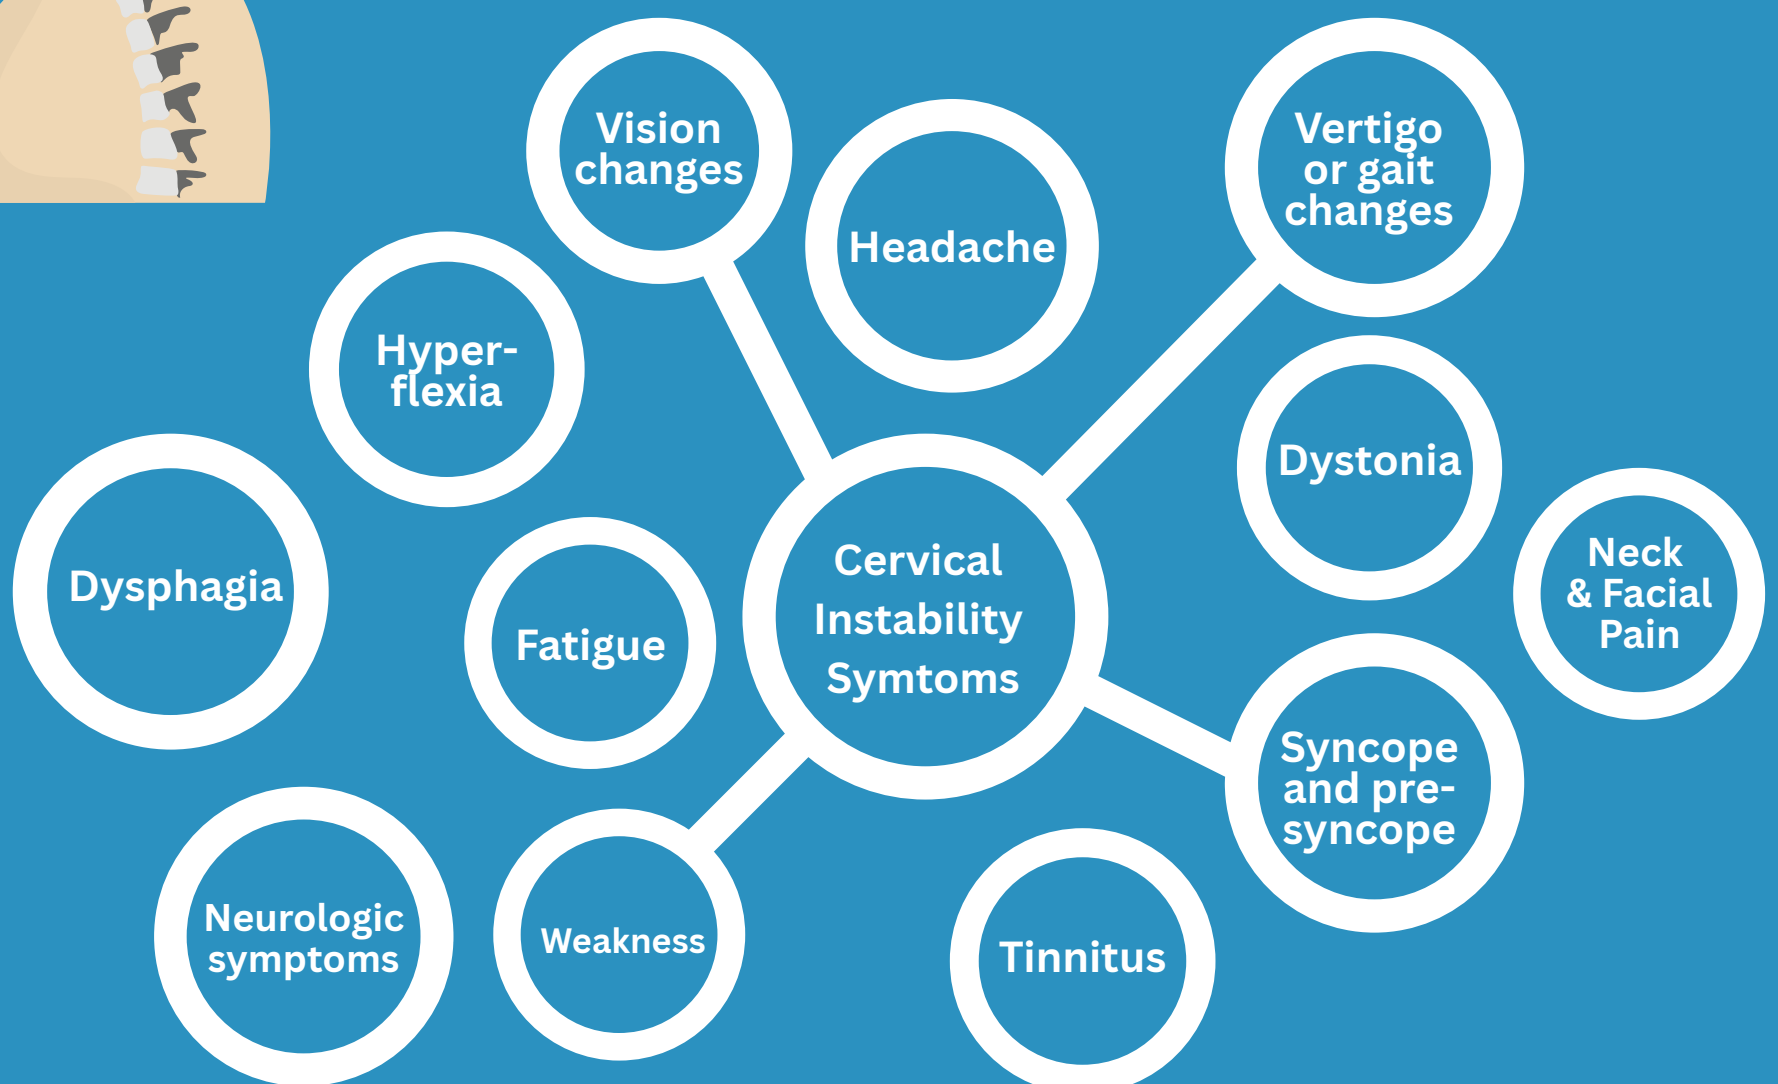 Vision
changes
Headache
Vertigo
or gait
changes
Hyper-
flexia
Dystonia
Dysphagia
Fatigue
Cervical
Instability
Symtoms
Neck
& Facial
Pain
Syncope
and pre-
syncope
Neurologic
symptoms
Weakness
Tinnitus